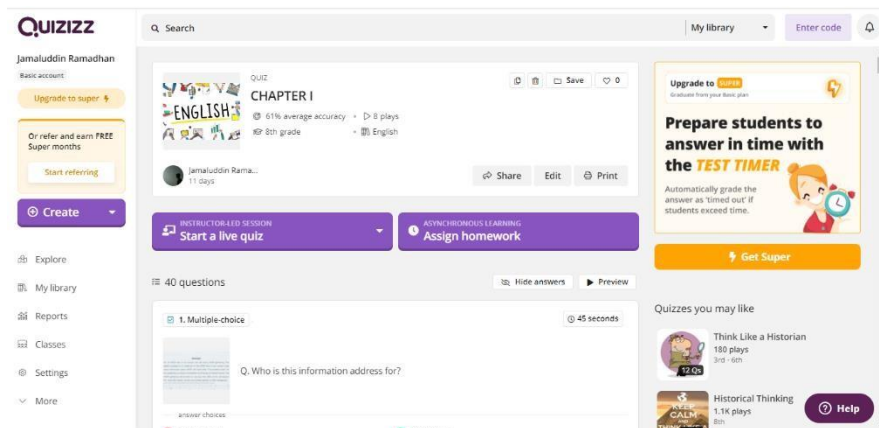 QUIZIZZ
Search
My library
Enter code
Jamaluddin Ramadhan
Basic account
Upgrade to super
Or refer and earn FREE
Super months
Start referring
Create
Explore
My library
Reports
Classes
Settings
More
ENGLISH
QUIZ
CHAPTER I
61% average accuracy • 8 plays
8th grade • English
Save
0
Jamaluddin Rama...
11 days
Share
Edit
Print
INSTRUCTOR-LED SESSION
Start a live quiz
ASYNCHRONOUS LEARNING
Assign homework
40 questions
Hide answers
Preview
1. Multiple-choice
45 seconds
Q. Who is this information address for?
answer choices
Upgrade to SUPER
Graduate from your Basic plan
Prepare students to
answer in time with
the TEST TIMER
Automatically grade the
answer as 'timed out' if
students exceed time.
Get Super
Quizzes you may like
Think Like a Historian
180 plays
3rd - 6th
12 Qs
Historical Thinking
1.1K plays
8th
KEEP
CALM
AND
Help